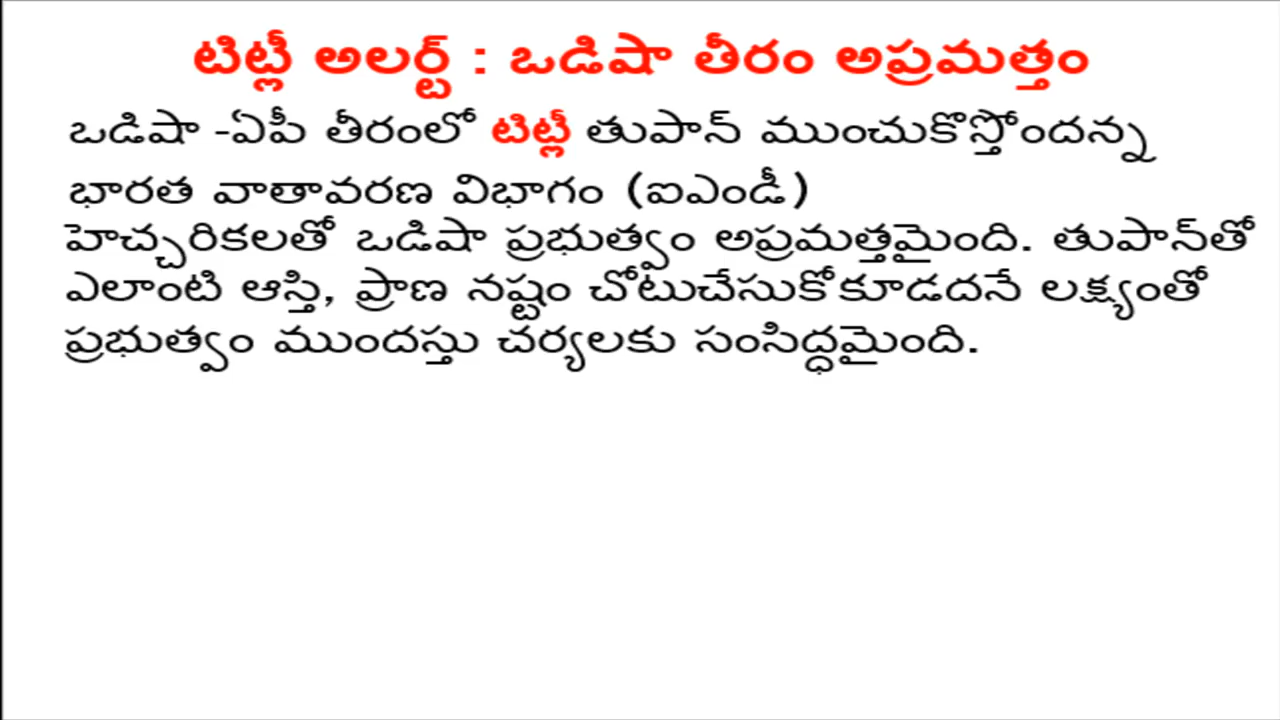 టిట్లీ అలర్ట్ : ఒడిషా తీరం అప్రమత్తం
ఒడిషా -ఏపీ తీరంలో టిట్లీ తుపాన్ ముంచుకొస్తోందన్న
భారత వాతావరణ విభాగం (ఐఎండీ)
హెచ్చరికలతో ఒడిషా ప్రభుత్వం అప్రమత్తమైంది. తుపాన్‌తో
ఎలాంటి ఆస్తి, ప్రాణ నష్టం చోటుచేసుకోకూడదనే లక్ష్యంతో
ప్రభుత్వం ముందస్తు చర్యలకు సంసిద్ధమైంది.